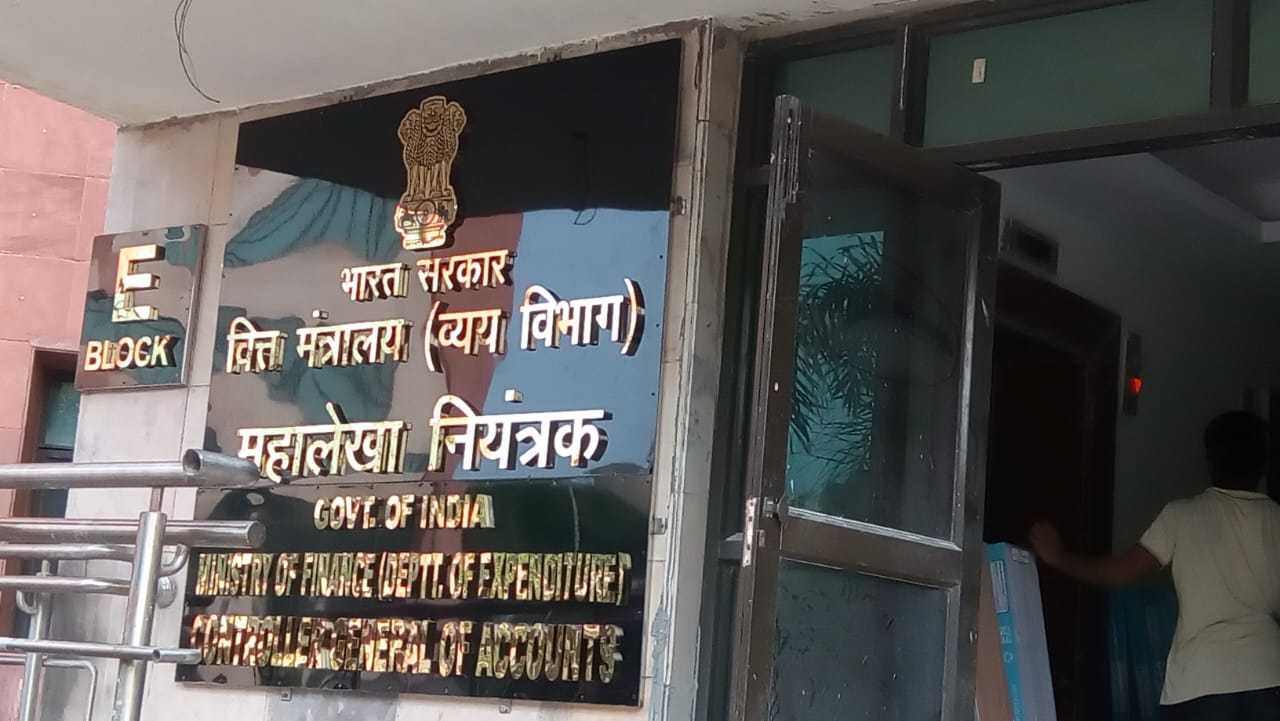 E
BLOCK
भारत सरकार
वित्त मंत्रालय (व्यय विभाग)
महालेखा नियंत्रक
GOVT. OF INDIA
MINISTRY OF FINANCE (DEPTT. OF EXPENDITURE)
CONTROLLER GENERAL OF ACCOUNTS